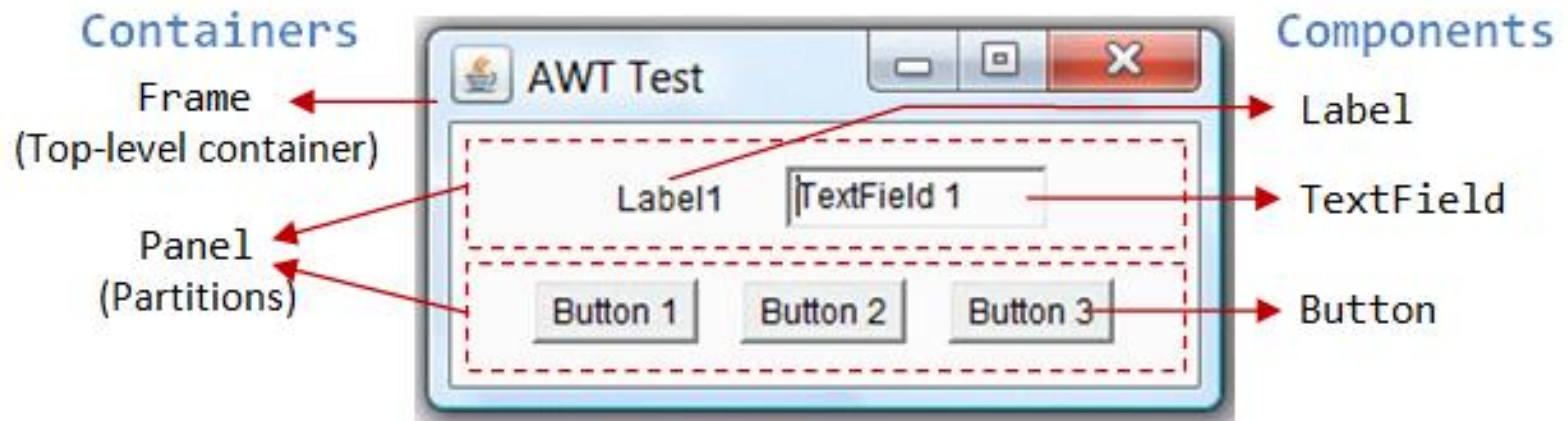 Containers
Components
AWT Test
Frame
(Top-level container)
Label
Label1
TextField 1
TextField
Panel
(Partitions)
Button 1
Button 2
Button 3
Button